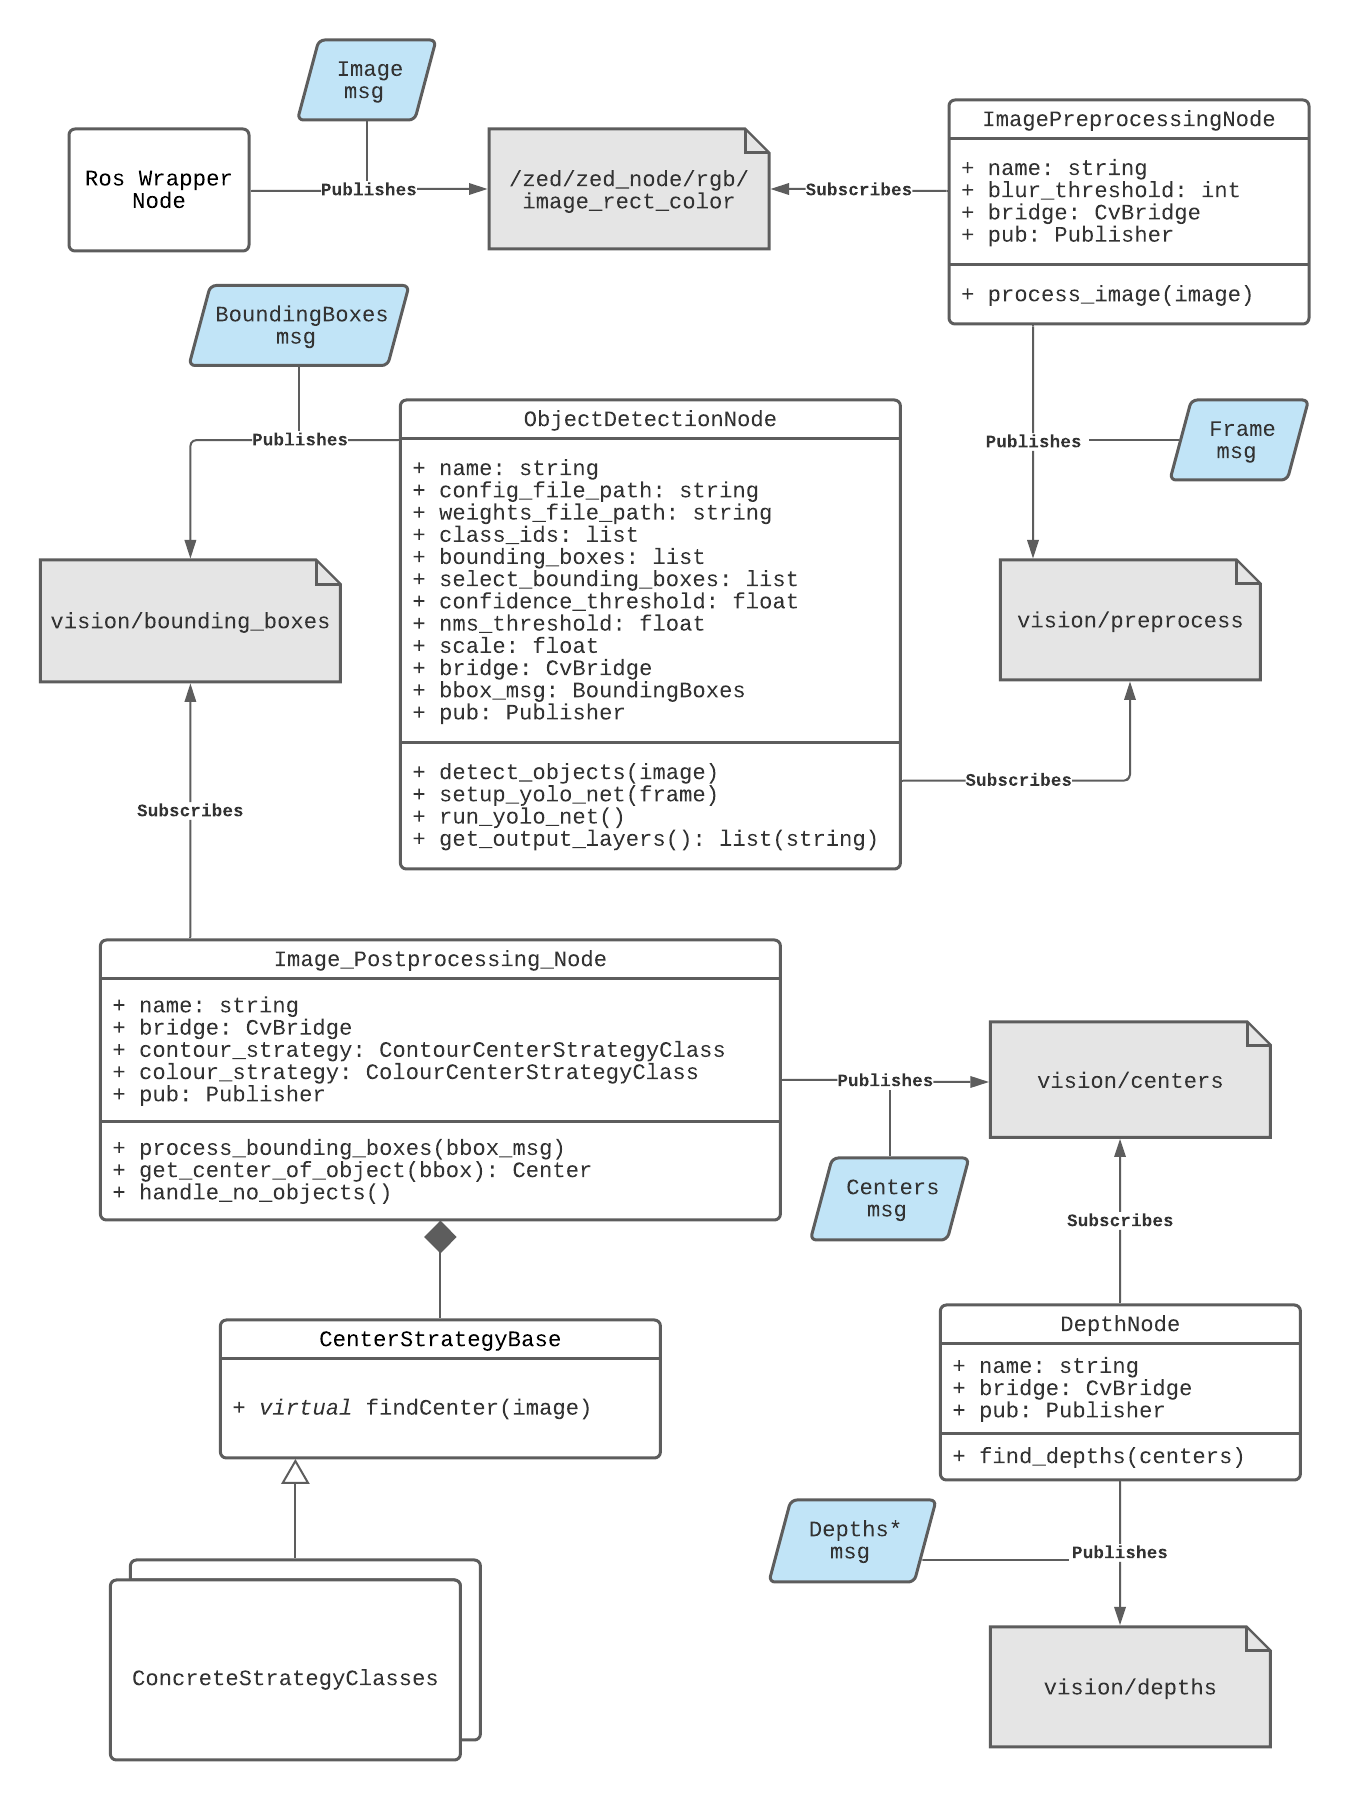 Image
msg
Ros Wrapper
Node
Publishes
/zed/zed_node/rgb/
image_rect_color
Subscribes
ImagePreprocessingNode
+ name: string
+ blur_threshold: int
+ bridge: CvBridge
+ pub: Publisher
+ process_image(image)
BoundingBoxes
msg
Publishes
ObjectDetectionNode
+ name: string
+ config_file_path: string
+ weights_file_path: string
+ class_ids: list
+ bounding_boxes: list
+ select_bounding_boxes: list
+ confidence_threshold: float
+ nms_threshold: float
+ scale: float
+ bridge: CvBridge
+ bbox_msg: BoundingBoxes
+ pub: Publisher
+ detect_objects(image)
+ setup_yolo_net(frame)
+ run_yolo_net()
+ get_output_layers(): list(string)
Publishes
Frame
msg
vision/bounding_boxes
vision/preprocess
Subscribes
Subscribes
Image_Postprocessing_Node
+ name: string
+ bridge: CvBridge
+ contour_strategy: ContourCenterStrategyClass
+ colour_strategy: ColourCenterStrategyClass
+ pub: Publisher
+ process_bounding_boxes(bbox_msg)
+ get_center_of_object(bbox): Center
+ handle_no_objects()
Publishes
vision/centers
Centers
msg
Subscribes
CenterStrategyBase
+ virtual findCenter(image)
DepthNode
+ name: string
+ bridge: CvBridge
+ pub: Publisher
+ find_depths(centers)
Depths*
msg
Publishes
ConcreteStrategyClasses
vision/depths